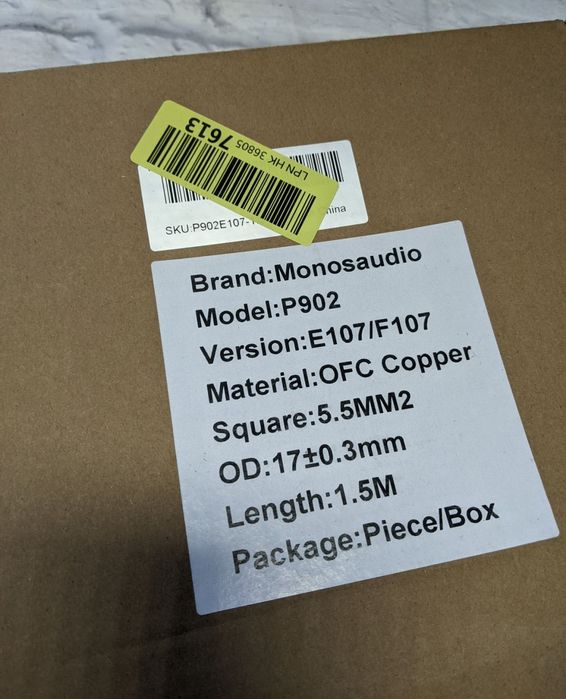 LPN HK 36805 7613
SKU:P902E107-
Brand:Monosaudio
Model:P902
Version:E107/F107
Material:OFC Copper
Square:5.5MM2
OD:17±0.3mm
Length:1.5M
Package:Piece/Box